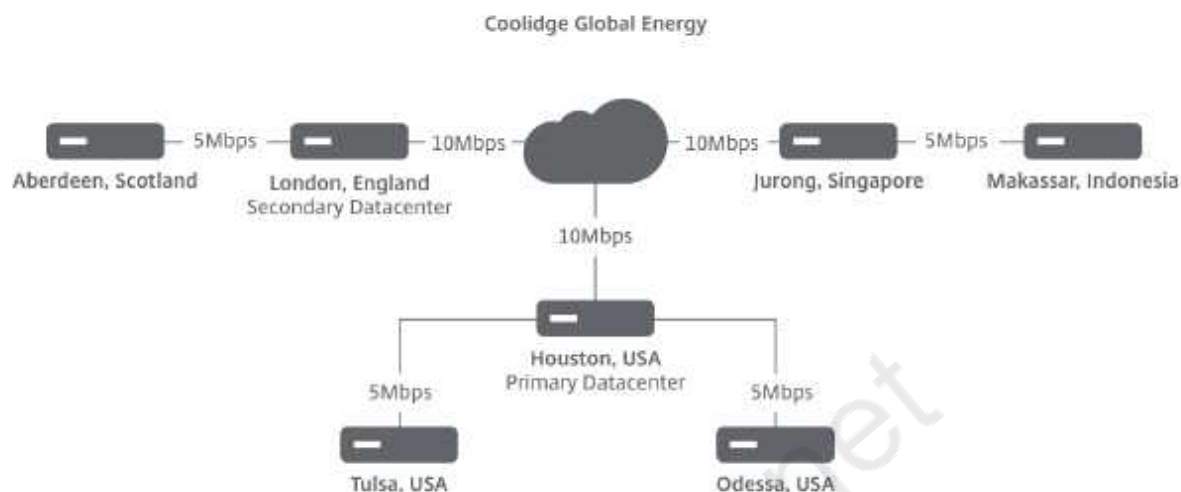 Coolidge Global Energy
5Mbps
10Mbps
10Mbps
5Mbps
Aberdeen, Scotland
London, England
Secondary Datacenter
Jurong, Singapore
Makassar, Indonesia
10Mbps
Houston, USA
Primary Datacenter
5Mbps
5Mbps
Tulsa, USA
Odessa, USA
net